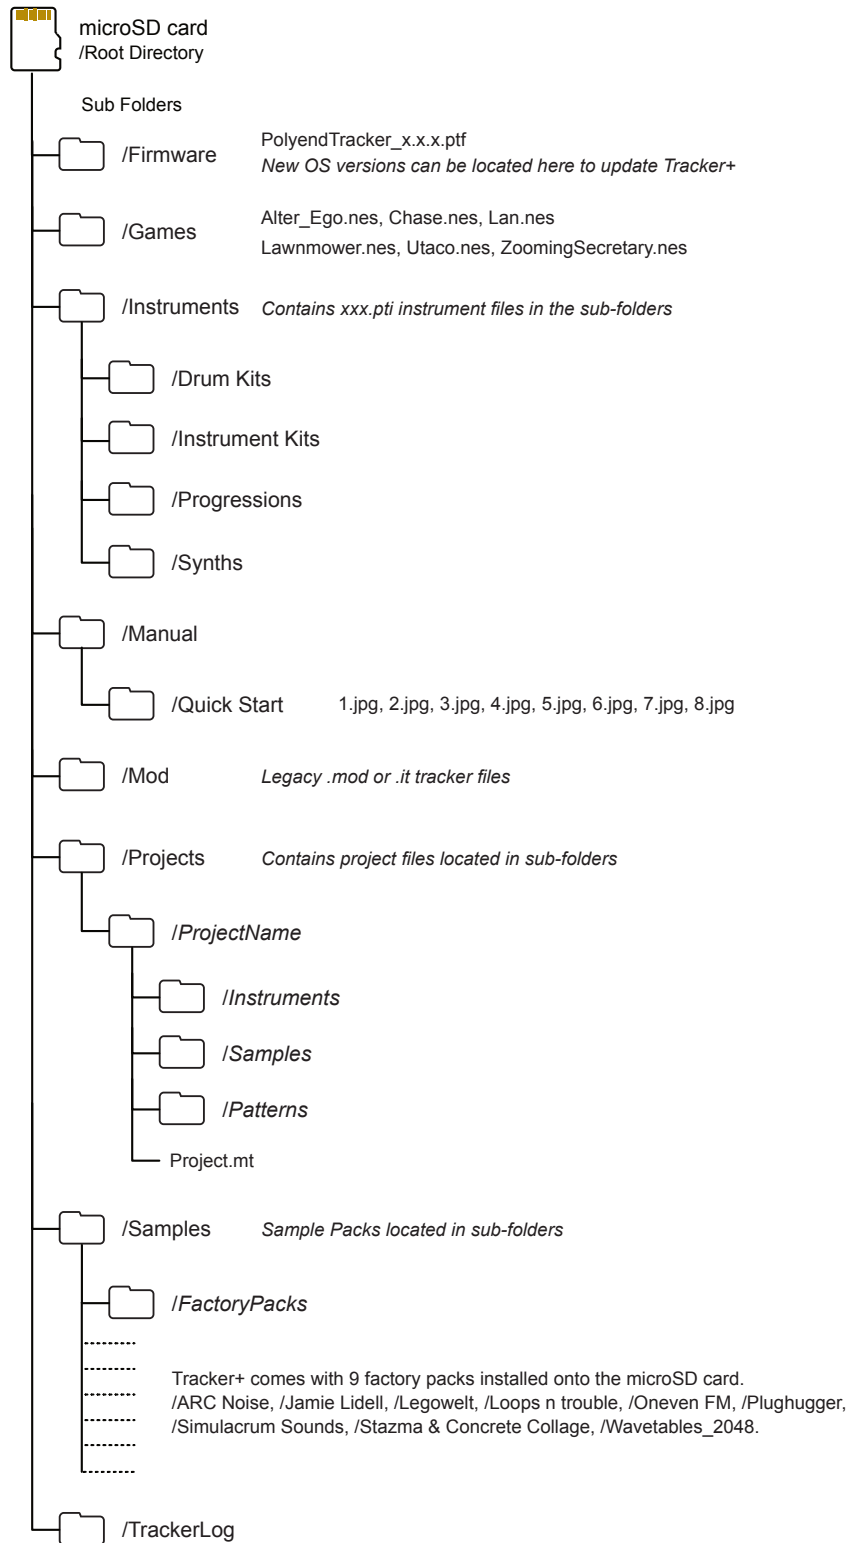 microSD card
/Root Directory
Sub Folders
/Firmware
PolyendTracker_x.x.x.ptf
New OS versions can be located here to update Tracker+
/Games
Alter_Ego.nes, Chase.nes, Lan.nes
Lawnmower.nes, Utaco.nes, ZoomingSecretary.nes
/Instruments
Contains xxx.pti instrument files in the sub-folders
/Drum Kits
/Instrument Kits
/Progressions
/Synths
/Manual
/Quick Start
1.jpg, 2.jpg, 3.jpg, 4.jpg, 5.jpg, 6.jpg, 7.jpg, 8.jpg
/Mod
Legacy .mod or .it tracker files
/Projects
Contains project files located in sub-folders
/ProjectName
/Instruments
/Samples
/Patterns
Project.mt
/Samples
Sample Packs located in sub-folders
/FactoryPacks
Tracker+ comes with 9 factory packs installed onto the microSD card.
/ARC Noise, /Jamie Lidell, /Legowelt, /Loops n trouble, /Oneven FM, /Plughugger,
/Simulacrum Sounds, /Stazma & Concrete Collage, /Wavetables_2048.
/TrackerLog